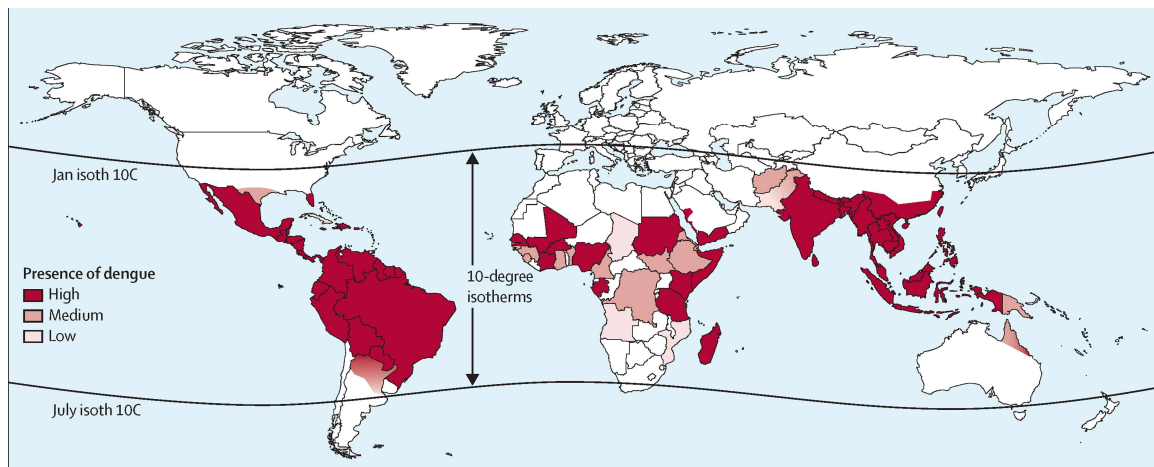 Jan isoth 10C
Presence of dengue
High
Medium
Low
10-degree
isotherms
July isoth 10C